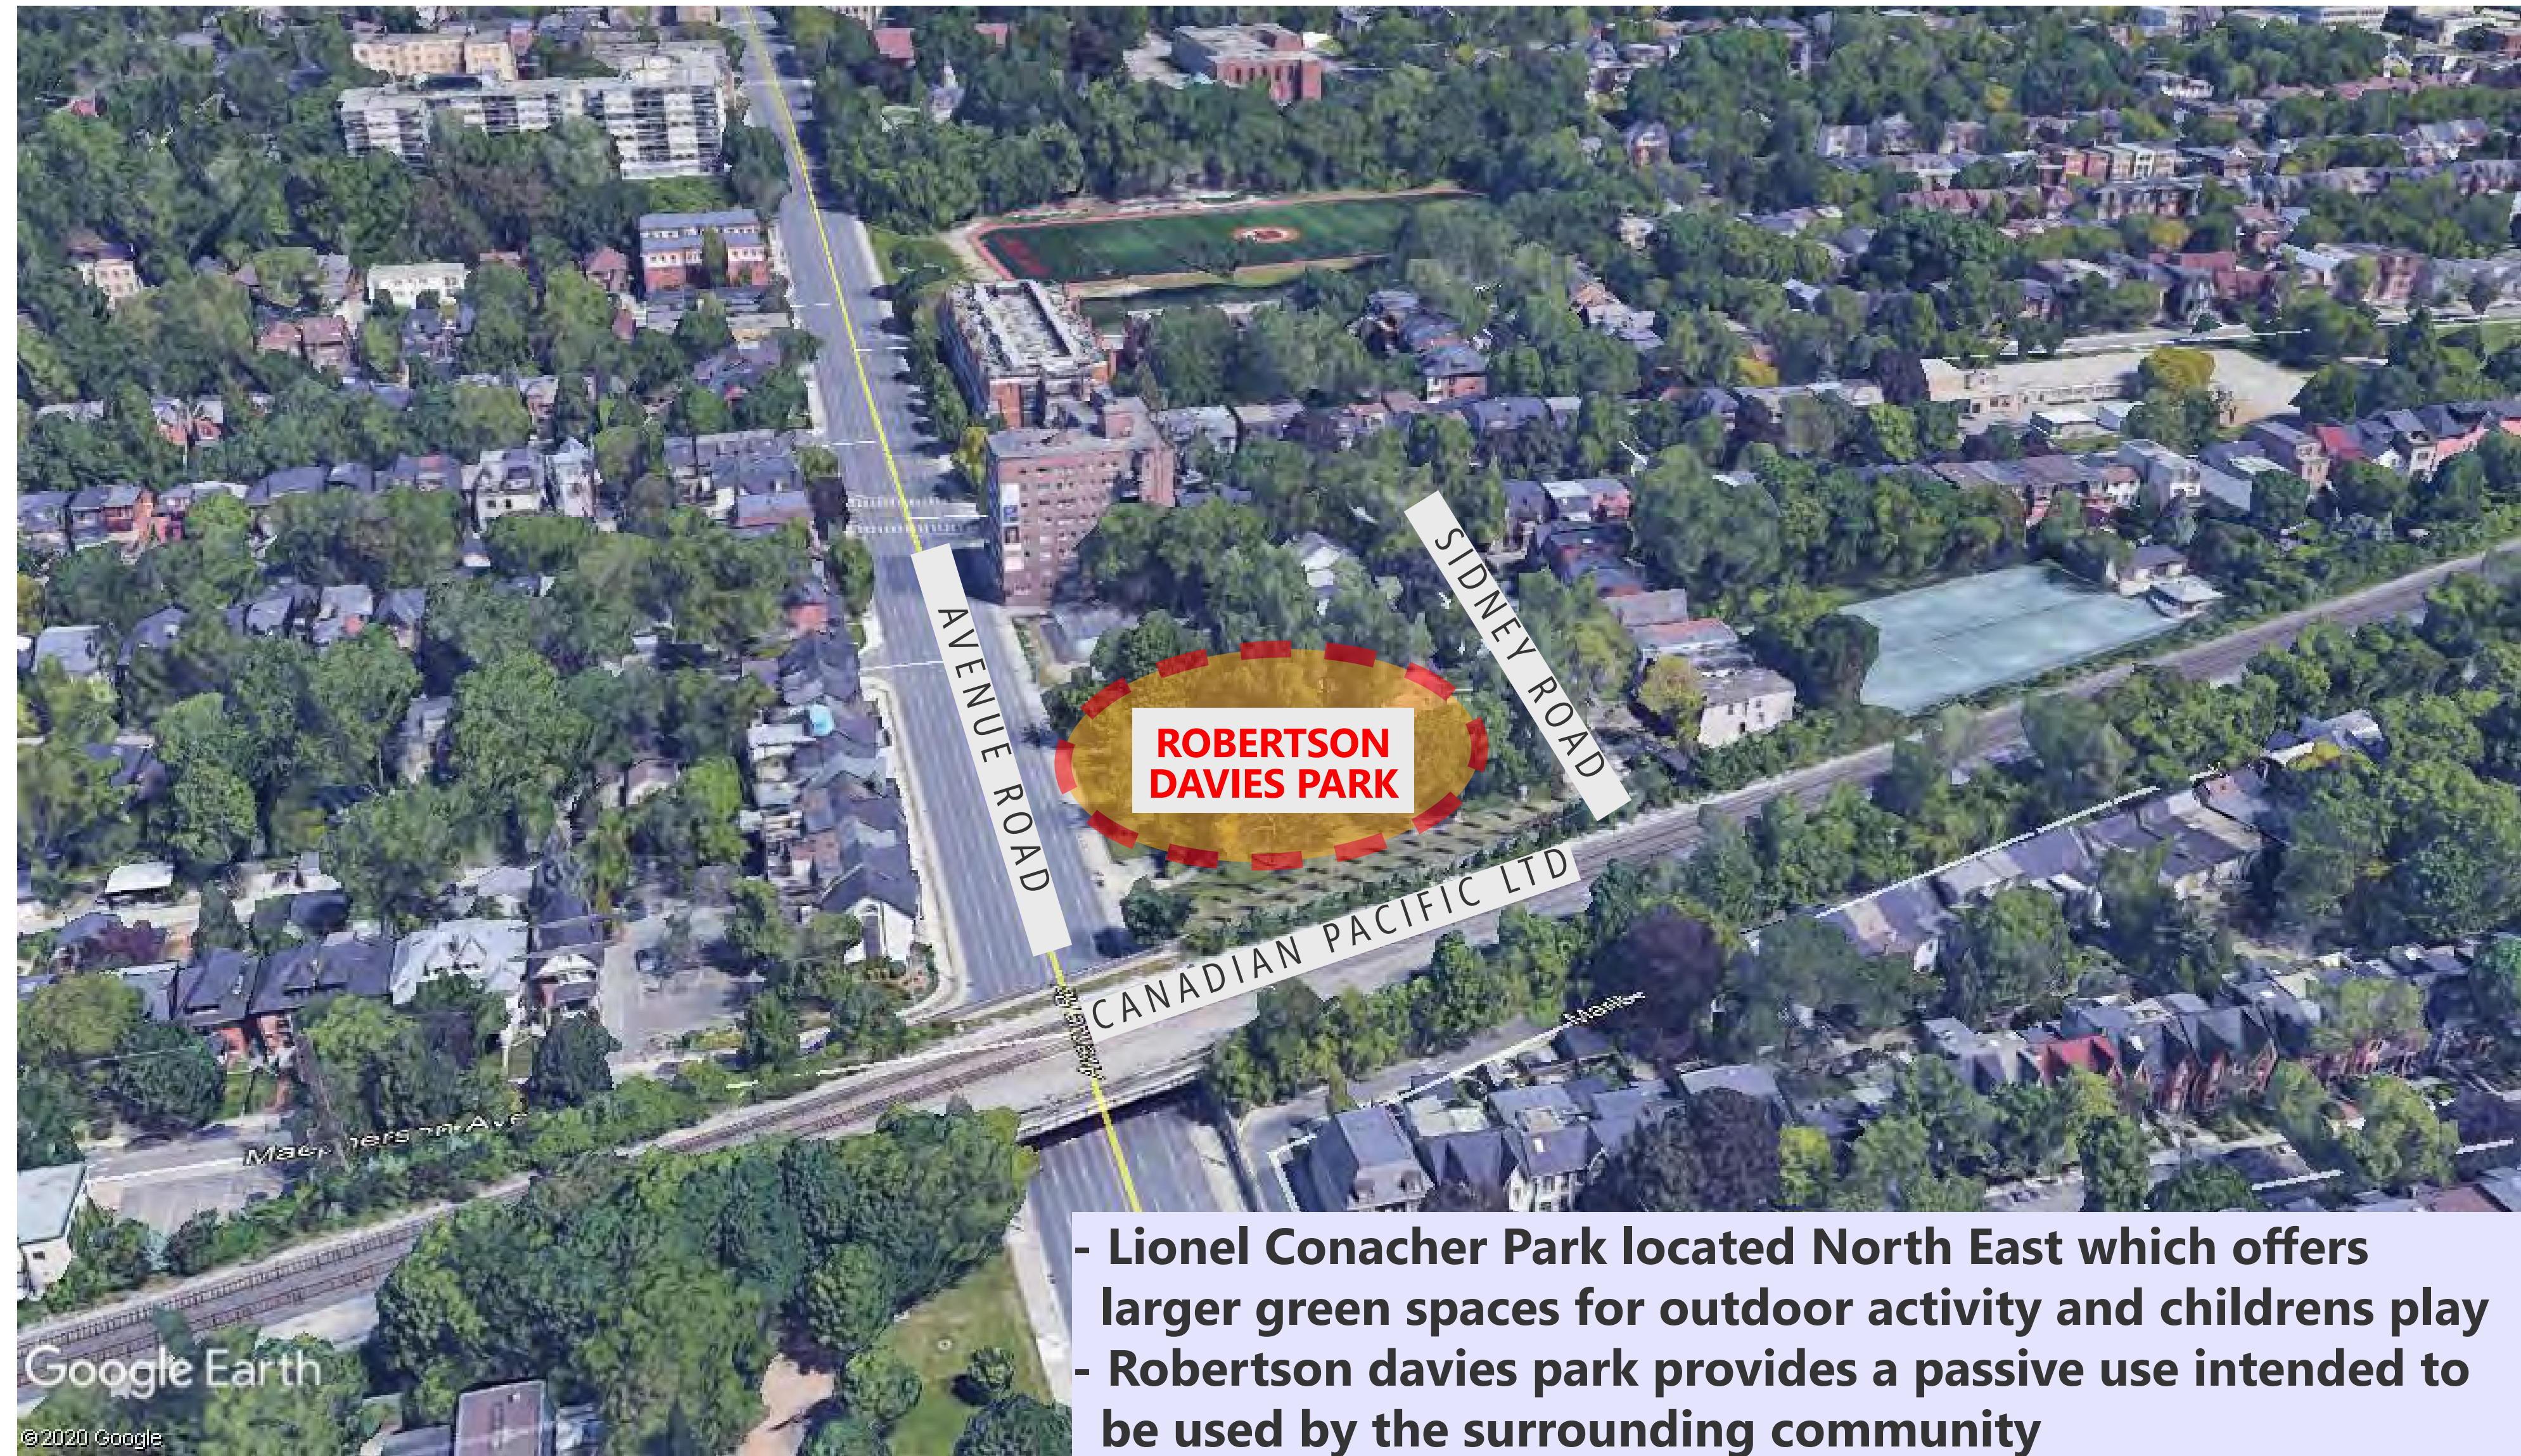 AVENUE ROAD
SIDNEY ROAD
ROBERTSON
DAVIES PARK
CANADIAN PACIFIC LTD
- Lionel Conacher Park located North East which offers
larger green spaces for outdoor activity and childrens play
- Robertson davies park provides a passive use intended to
be used by the surrounding community
Google Earth
© 2020 Google